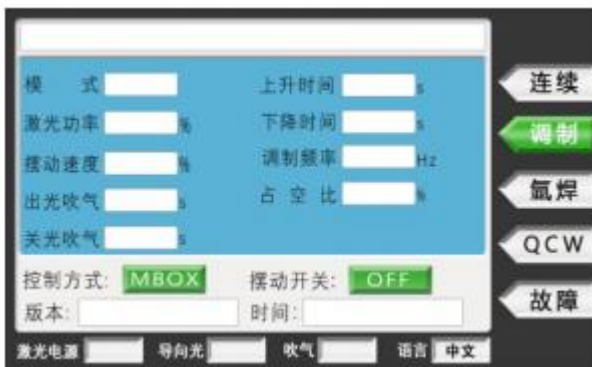 模 式
上升时间 s
激光功率 %
下降时间 s
摆动速度 %
调制频率 Hz
出光吹气 s
占空比 %
关光吹气 s
控制方式: MBOX
摆动开关: OFF
版本:
时间:
激光电源
导向光
吹气
语言 中文
连续
调制
氩焊
QCW
故障